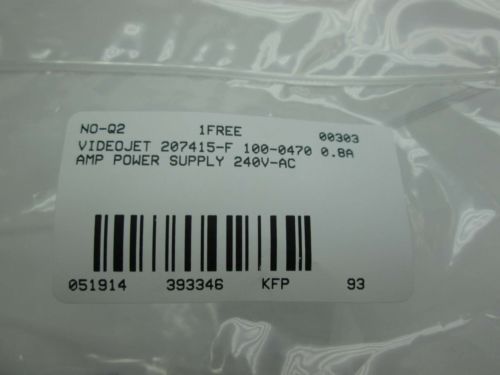 NO-Q2 1FREE 00303
VIDEOJET 207415-F 100-0470 0.8A
AMP POWER SUPPLY 240V-AC
051914 393346 KFP 93